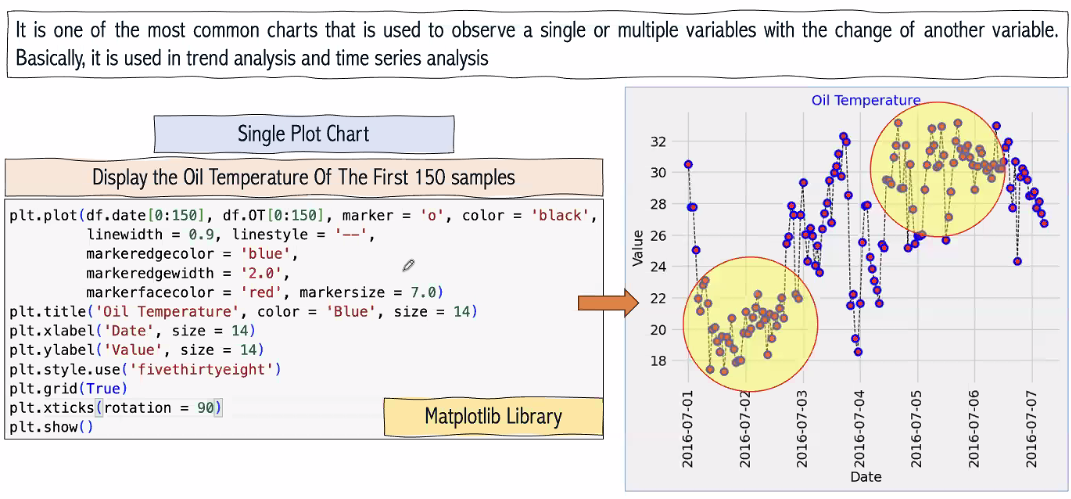 It is one of the most common charts that is used to observe a single or multiple variables with the change of another variable.
Basically, it is used in trend analysis and time series analysis
Single Plot Chart
Display the Oil Temperature Of The First 150 samples
plt.plot(df.date[0:150], df.OT[0:150], marker = 'o', color = 'black',
linewidth = 0.9, linestyle = '--',
markeredgecolor = 'blue',
markeredgewidth = '2.0',
markerfacecolor = 'red', markersize = 7.0)
plt.title('Oil Temperature', color = 'Blue', size = 14)
plt.xlabel('Date', size = 14)
plt.ylabel('Value', size = 14)
plt.style.use('fivethirtyeight')
plt.grid(True)
plt.xticks(rotation = 90)
plt.show()
Matplotlib Library
Oil Temperature
Value
32
30
28
26
24
22
20
18
2016-07-01
2016-07-02
2016-07-03
2016-07-04
2016-07-05
2016-07-06
2016-07-07
Date